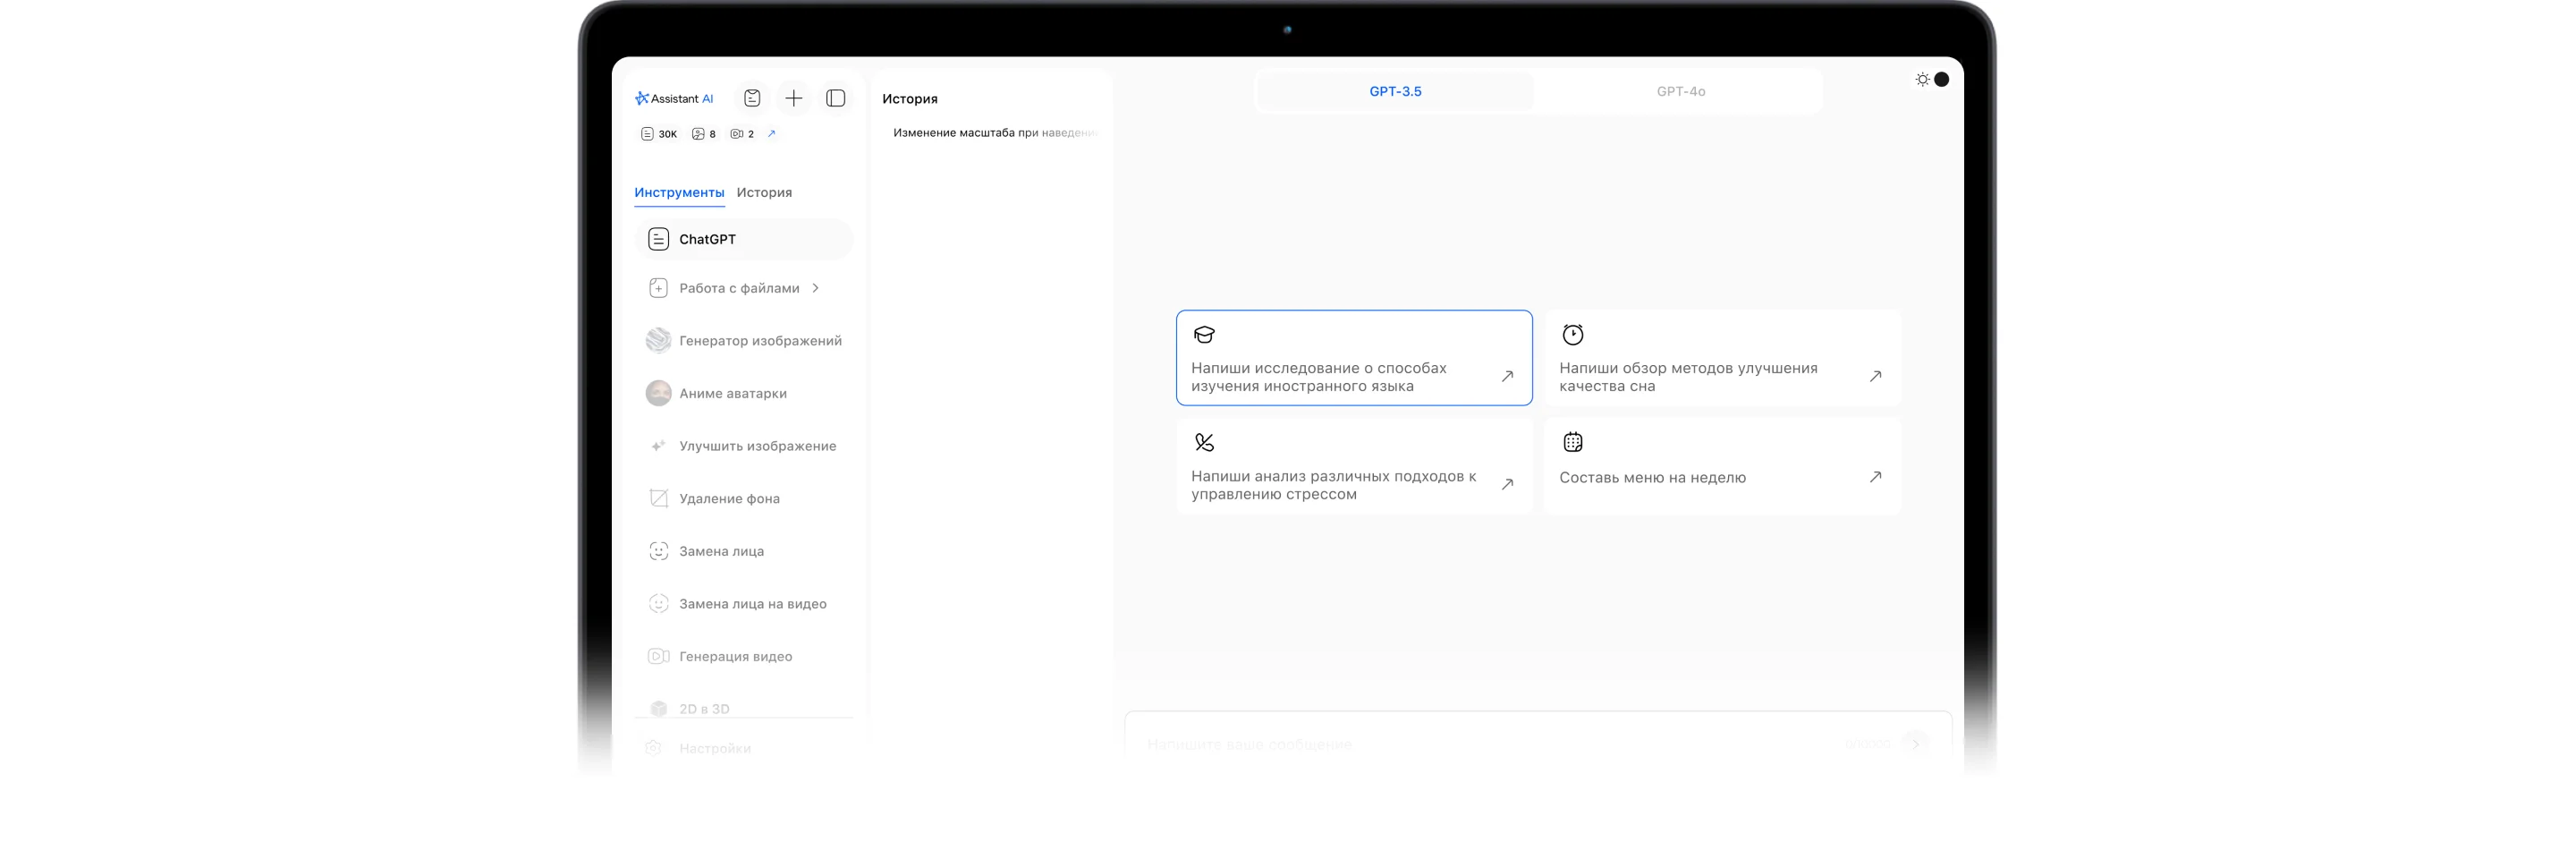 Assistant AI
30K
8
2
Инструменты
История
ChatGPT
Работа с файлами
Генератор изображений
Аниме аватарки
Улучшить изображение
Удаление фона
Замена лица
Замена лица на видео
Генерация видео
2D в 3D
Настройки
История
Изменение масштаба при наведени
GPT-3.5
GPT-4o
Напиши исследование о способах
изучения иностранного языка
Напиши обзор методов улучшения
качества сна
Напиши анализ различных подходов к
управлению стрессом
Составь меню на неделю
Напишите ваше сообщение